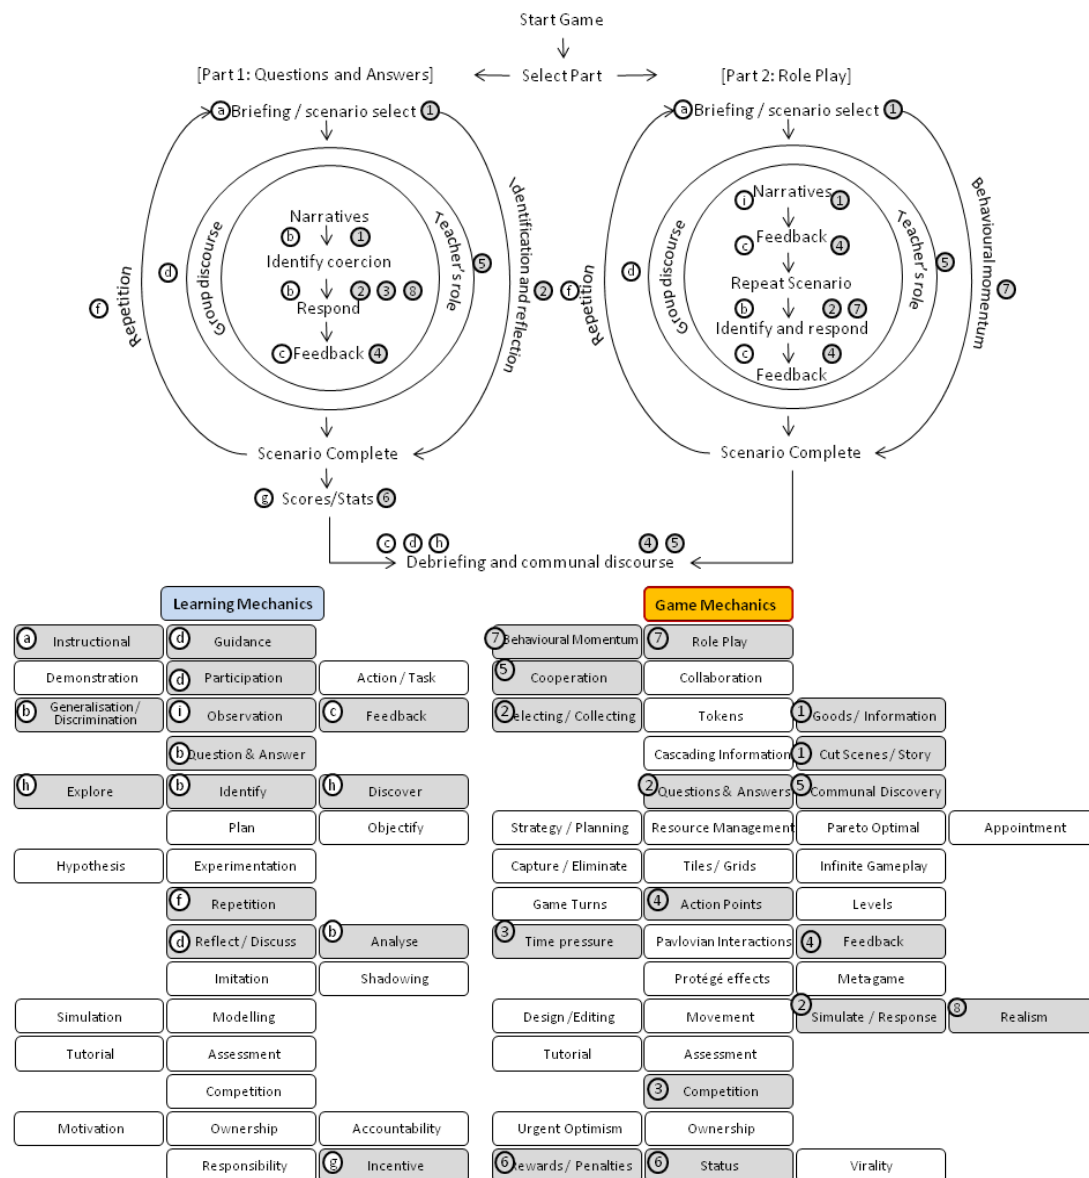 Start Game
[Part 1: Questions and Answers] Select Part [Part 2: Role Play]
a Briefing / scenario select 1
a Briefing / scenario select 1
Group discourse
Teacher's role
Narratives
b 1
Identify coercion
b 2 3 8
Respond
c Feedback 4
d
5
f Repetition
Identification and reflection
2
Scenario Complete
g Scores/Stats 6
Group discourse
Teacher's role
Narratives
i 1
Feedback
c 4
Repeat Scenario
b 2 7
Identify and respond
c 4
Feedback
d
5
f Repetition
Behavioural momentum
7
Scenario Complete
c d h 4 5
Debriefing and communal discourse
Learning Mechanics
a Instructional
d Guidance
Demonstration
d Participation
Action / Task
b Generalisation /
Discrimination
i Observation
c Feedback
b Question & Answer
h Explore
b Identify
h Discover
Plan
Objectify
Hypothesis
Experimentation
f Repetition
d Reflect / Discuss
b Analyse
Imitation
Shadowing
Simulation
Modelling
Tutorial
Assessment
Competition
Motivation
Ownership
Accountability
Responsibility
g Incentive
Game Mechanics
7 Behavioural Momentum
7 Role Play
5 Cooperation
Collaboration
2 Selecting / Collecting
Tokens
1 Goods / Information
Cascading Information
1 Cut Scenes / Story
2 Questions & Answers
5 Communal Discovery
Strategy / Planning
Resource Management
Pareto Optimal
Appointment
Capture / Eliminate
Tiles / Grids
Infinite Gameplay
Game Turns
4 Action Points
Levels
3 Time pressure
Pavlovian Interactions
4 Feedback
Protégé effects
Meta-game
Design /Editing
Movement
2 Simulate / Response
8 Realism
Tutorial
Assessment
3 Competition
Urgent Optimism
Ownership
6 Rewards / Penalties
6 Status
Virality